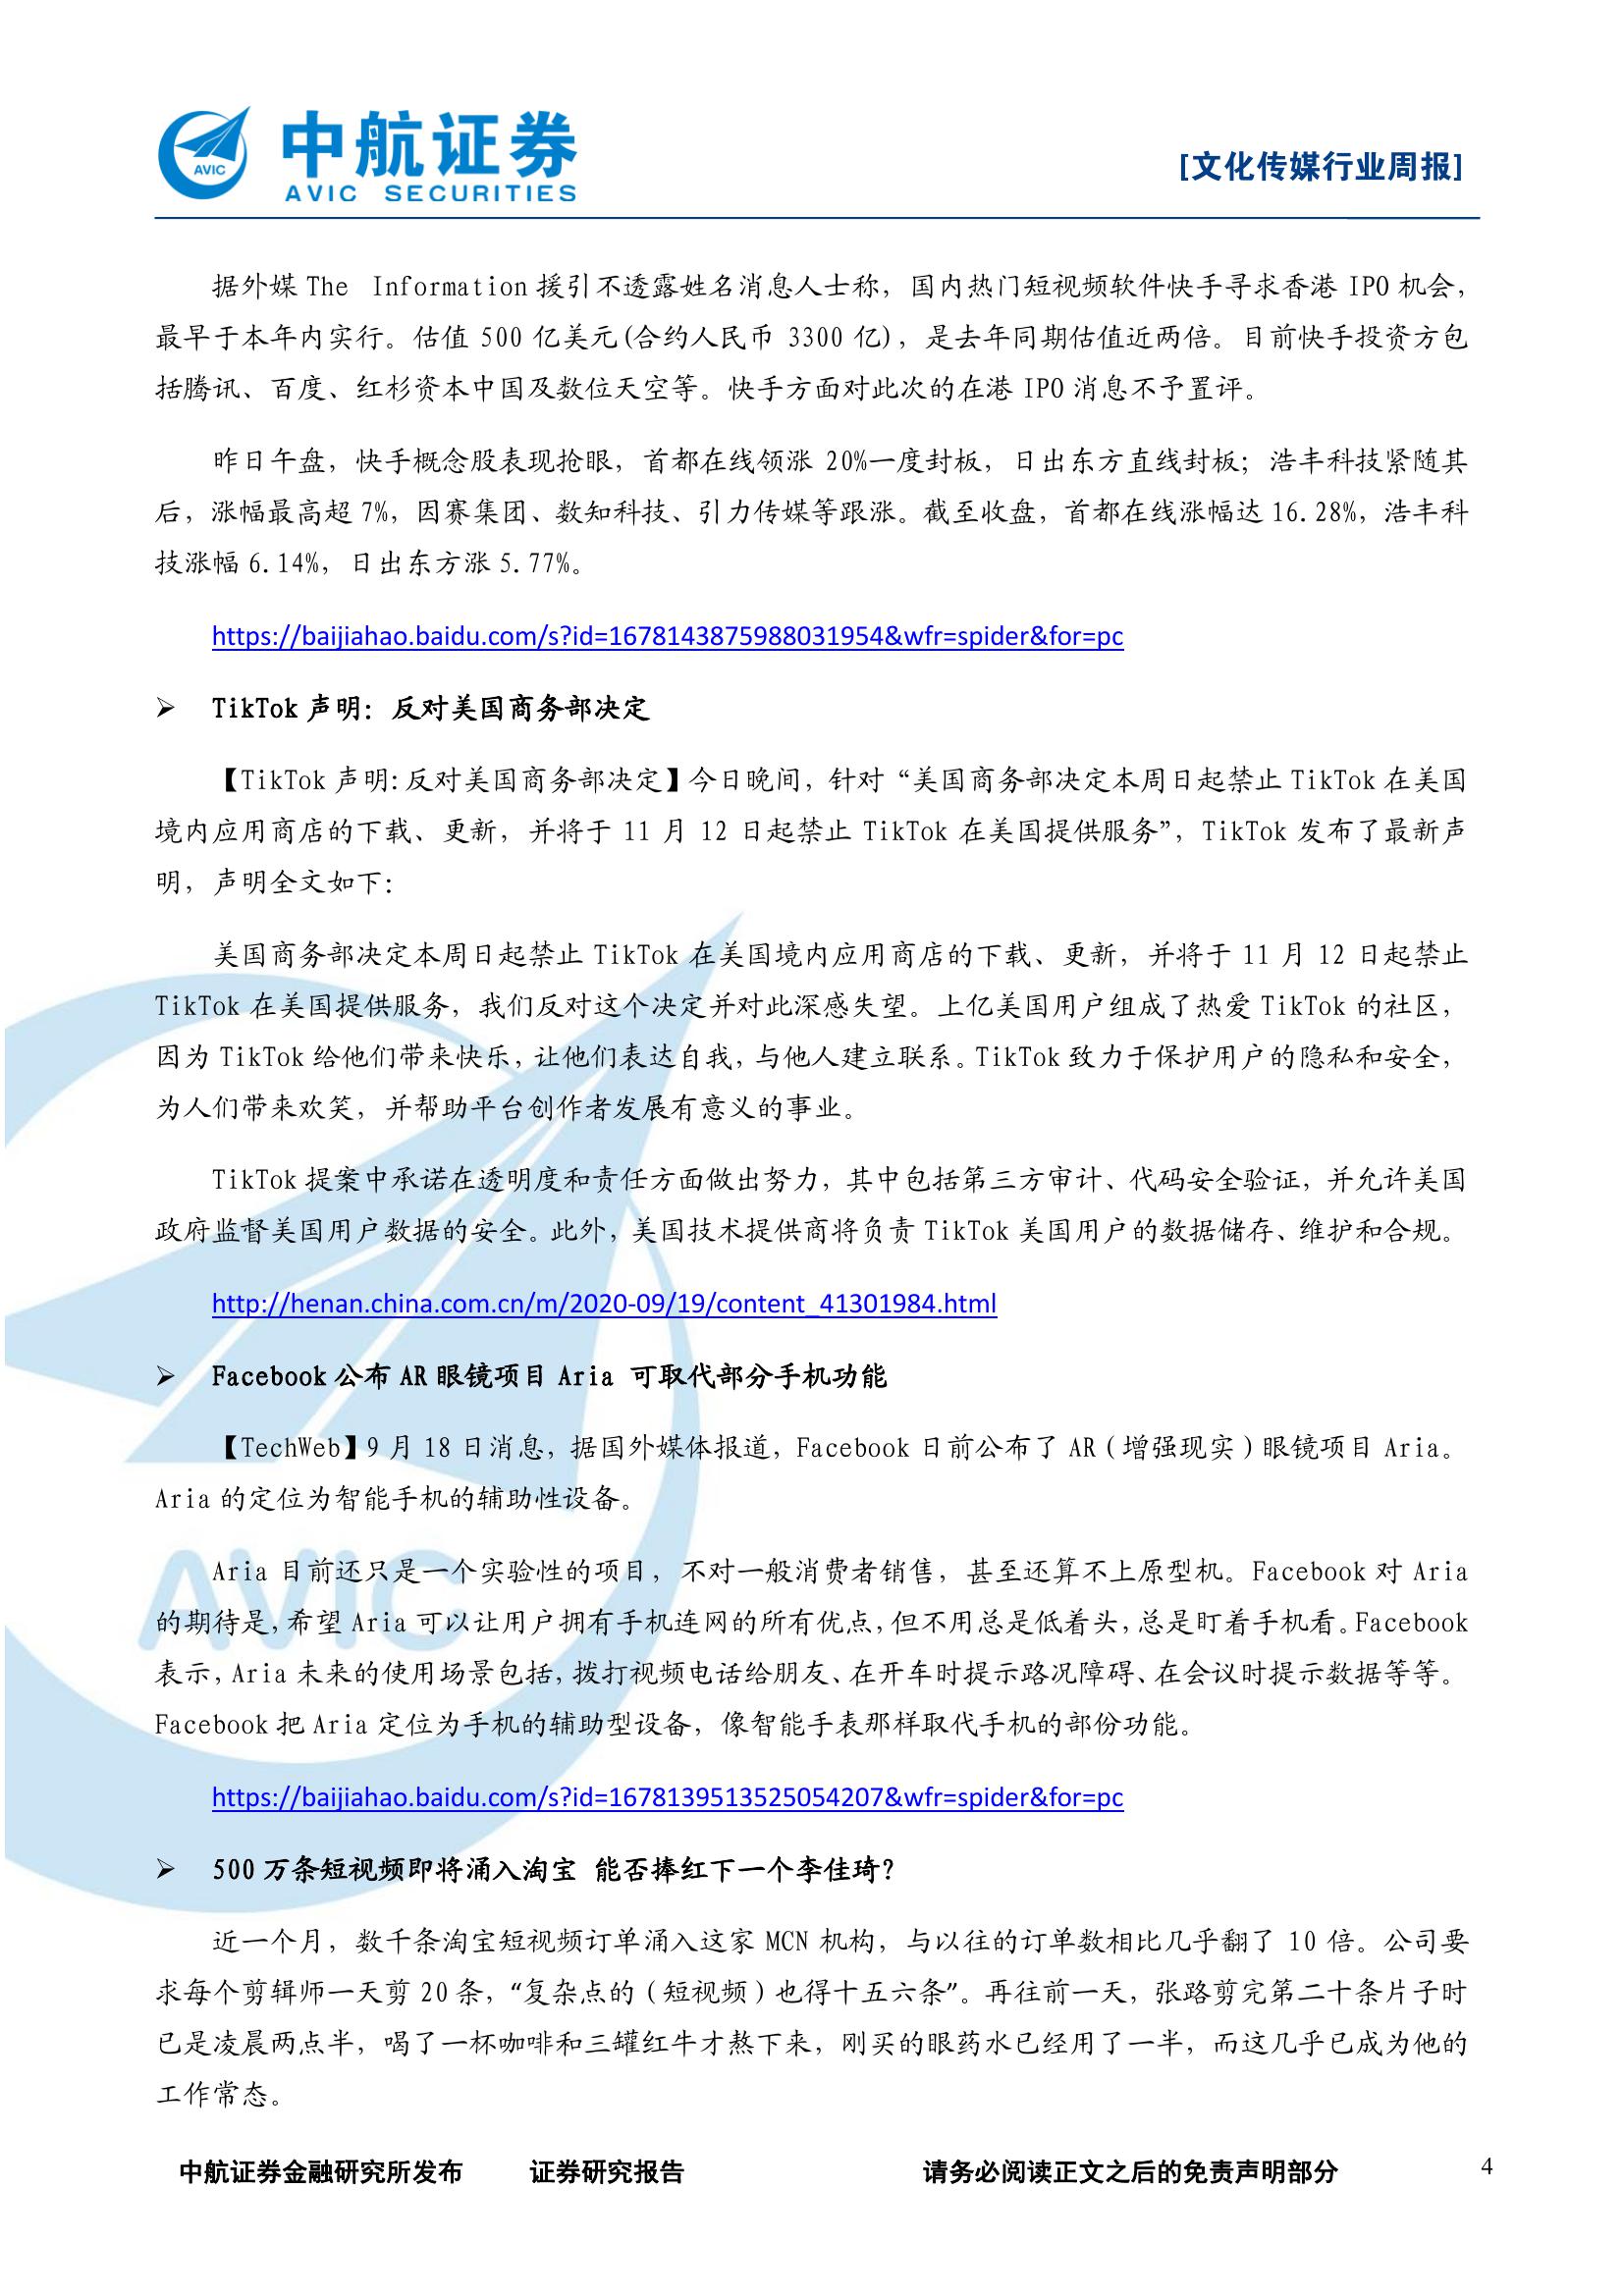 中航证券
AVIC SECURITIES
AVIC
[文化传媒行业周报]
据外媒 The Information 援引不透露姓名消息人士称，国内热门短视频软件快手寻求香港 IPO 机会，
最早于本年内实行。估值 500 亿美元(合约人民币 3300 亿)，是去年同期估值近两倍。目前快手投资方包
括腾讯、百度、红杉资本中国及数位天空等。快手方面对此次的在港 IPO 消息不予置评。
昨日午盘，快手概念股表现抢眼，首都在线领涨 20%一度封板，日出东方直线封板；浩丰科技紧随其
后，涨幅最高超 7%，因赛集团、数知科技、引力传媒等跟涨。截至收盘，首都在线涨幅达 16.28%，浩丰科
技涨幅 6.14%，日出东方涨 5.77%。
https://baijiahao.baidu.com/s?id=1678143875988031954&wfr=spider&for=pc
➢ TikTok 声明：反对美国商务部决定
【TikTok 声明:反对美国商务部决定】今日晚间，针对“美国商务部决定本周日起禁止 TikTok 在美国
境内应用商店的下载、更新，并将于 11 月 12 日起禁止 TikTok 在美国提供服务”，TikTok 发布了最新声
明，声明全文如下：
美国商务部决定本周日起禁止 TikTok 在美国境内应用商店的下载、更新，并将于 11 月 12 日起禁止
TikTok 在美国提供服务，我们反对这个决定并对此深感失望。上亿美国用户组成了热爱 TikTok 的社区，
因为 TikTok 给他们带来快乐，让他们表达自我，与他人建立联系。TikTok 致力于保护用户的隐私和安全，
为人们带来欢笑，并帮助平台创作者发展有意义的事业。
TikTok 提案中承诺在透明度和责任方面做出努力，其中包括第三方审计、代码安全验证，并允许美国
政府监督美国用户数据的安全。此外，美国技术提供商将负责 TikTok 美国用户的数据储存、维护和合规。
http://henan.china.com.cn/m/2020-09/19/content_41301984.html
➢ Facebook 公布 AR 眼镜项目 Aria 可取代部分手机功能
【TechWeb】9 月 18 日消息，据国外媒体报道，Facebook 日前公布了 AR（增强现实）眼镜项目 Aria。
Aria 的定位为智能手机的辅助性设备。
Aria 目前还只是一个实验性的项目，不对一般消费者销售，甚至还算不上原型机。Facebook 对 Aria
的期待是，希望 Aria 可以让用户拥有手机连网的所有优点，但不用总是低着头，总是盯着手机看。Facebook
表示，Aria 未来的使用场景包括，拨打视频电话给朋友、在开车时提示路况障碍、在会议时提示数据等等。
Facebook 把 Aria 定位为手机的辅助型设备，像智能手表那样取代手机的部份功能。
https://baijiahao.baidu.com/s?id=1678139513525054207&wfr=spider&for=pc
➢ 500 万条短视频即将涌入淘宝 能否捧红下一个李佳琦？
近一个月，数千条淘宝短视频订单涌入这家 MCN 机构，与以往的订单数相比几乎翻了 10 倍。公司要
求每个剪辑师一天剪 20 条，“复杂点的（短视频）也得十五六条”。再往前一天，张路剪完第二十条片子时
已是凌晨两点半，喝了一杯咖啡和三罐红牛才熬下来，刚买的眼药水已经用了一半，而这几乎已成为他的
工作常态。
AVIC
中航证券金融研究所发布 证券研究报告 请务必阅读正文之后的免责声明部分 4